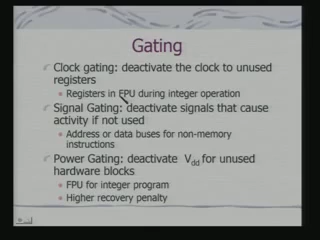 Gating
Clock gating: deactivate the clock to unused
registers
Registers in FPU during integer operation
Signal Gating: deactivate signals that cause
activity if not used
Address or data buses for non-memory
instructions
Power Gating: deactivate Vdd for unused
hardware blocks
FPU for integer program
Higher recovery penalty